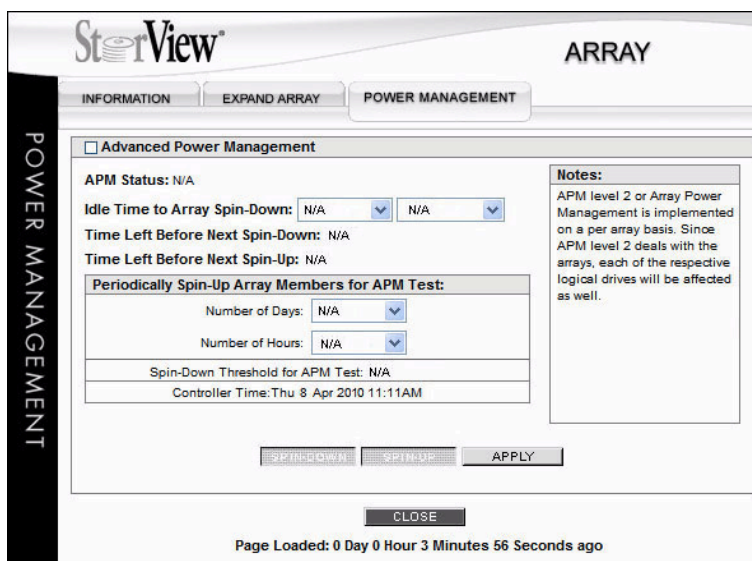 StorView
ARRAY
INFORMATION
EXPAND ARRAY
POWER MANAGEMENT
POWER MANAGEMENT
Advanced Power Management
APM Status: N/A
Idle Time to Array Spin-Down: N/A N/A
Time Left Before Next Spin-Down: N/A
Time Left Before Next Spin-Up: N/A
Periodically Spin-Up Array Members for APM Test:
Number of Days: N/A
Number of Hours: N/A
Spin-Down Threshold for APM Test: N/A
Controller Time:Thu 8 Apr 2010 11:11AM
Notes:
APM level 2 or Array Power
Management is implemented
on a per array basis. Since
APM level 2 deals with the
arrays, each of the respective
logical drives will be affected
as well.
SPIN-DOWN
SPIN-UP
APPLY
CLOSE
Page Loaded: 0 Day 0 Hour 3 Minutes 56 Seconds ago